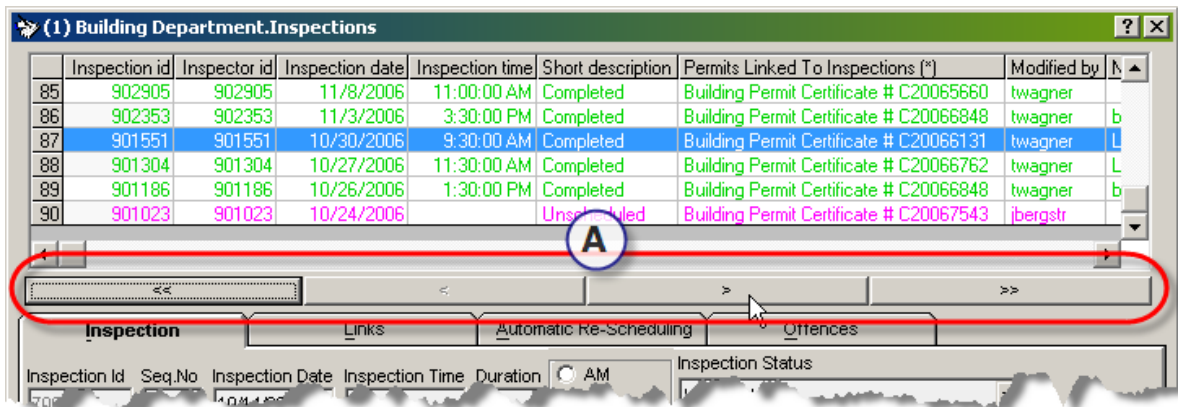 (1) Building Department.Inspections ? X
Inspection id Inspector id Inspection date Inspection time Short description Permits Linked To Inspections (*) Modified by
85 902905 902905 11/8/2006 11:00:00 AM Completed Building Permit Certificate # C20065660 twagner
86 902353 902353 11/3/2006 3:30:00 PM Completed Building Permit Certificate # C20066848 twagner b
87 901551 901551 10/30/2006 9:30:00 AM Completed Building Permit Certificate # C20066131 twagner L
88 901304 901304 10/27/2006 11:30:00 AM Completed Building Permit Certificate # C20066762 twagner L
89 901186 901186 10/26/2006 1:30:00 PM Completed Building Permit Certificate # C20066848 twagner b
90 901023 901023 10/24/2006 Unscheduled Building Permit Certificate # C20067543 jbergstr
A
<< < > >>
Inspection Links Automatic Re-Scheduling Offences
Inspection Id Seq.No Inspection Date Inspection Time Duration AM Inspection Status